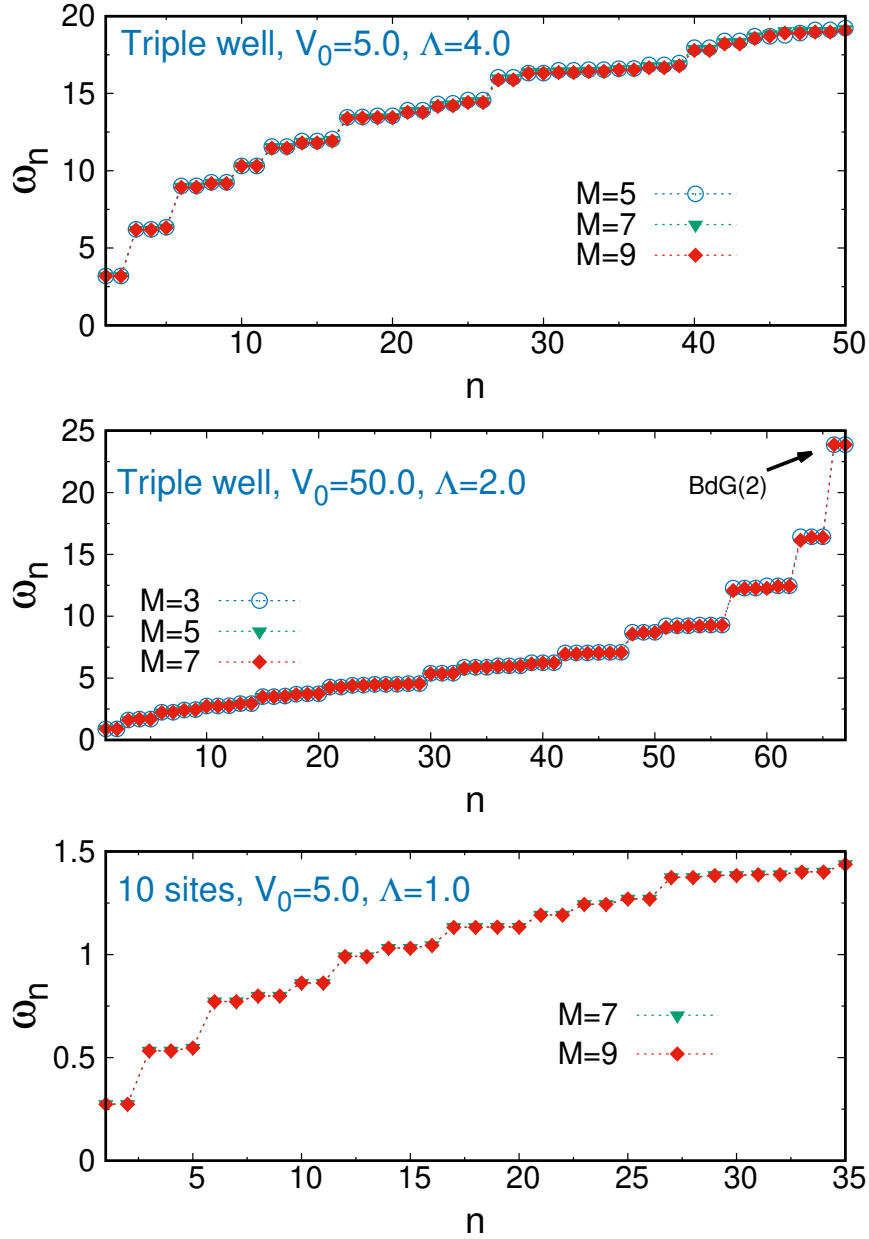 20
15
10
5
0
ωn
Triple well, V0=5.0, Λ=4.0
M=5
M=7
M=9
10
20
30
40
50
n
25
20
15
10
5
0
ωn
Triple well, V0=50.0, Λ=2.0
BdG(2)
M=3
M=5
M=7
10
20
30
40
50
60
n
1.5
1
0.5
0
ωn
10 sites, V0=5.0, Λ=1.0
M=7
M=9
5
10
15
20
25
30
35
n